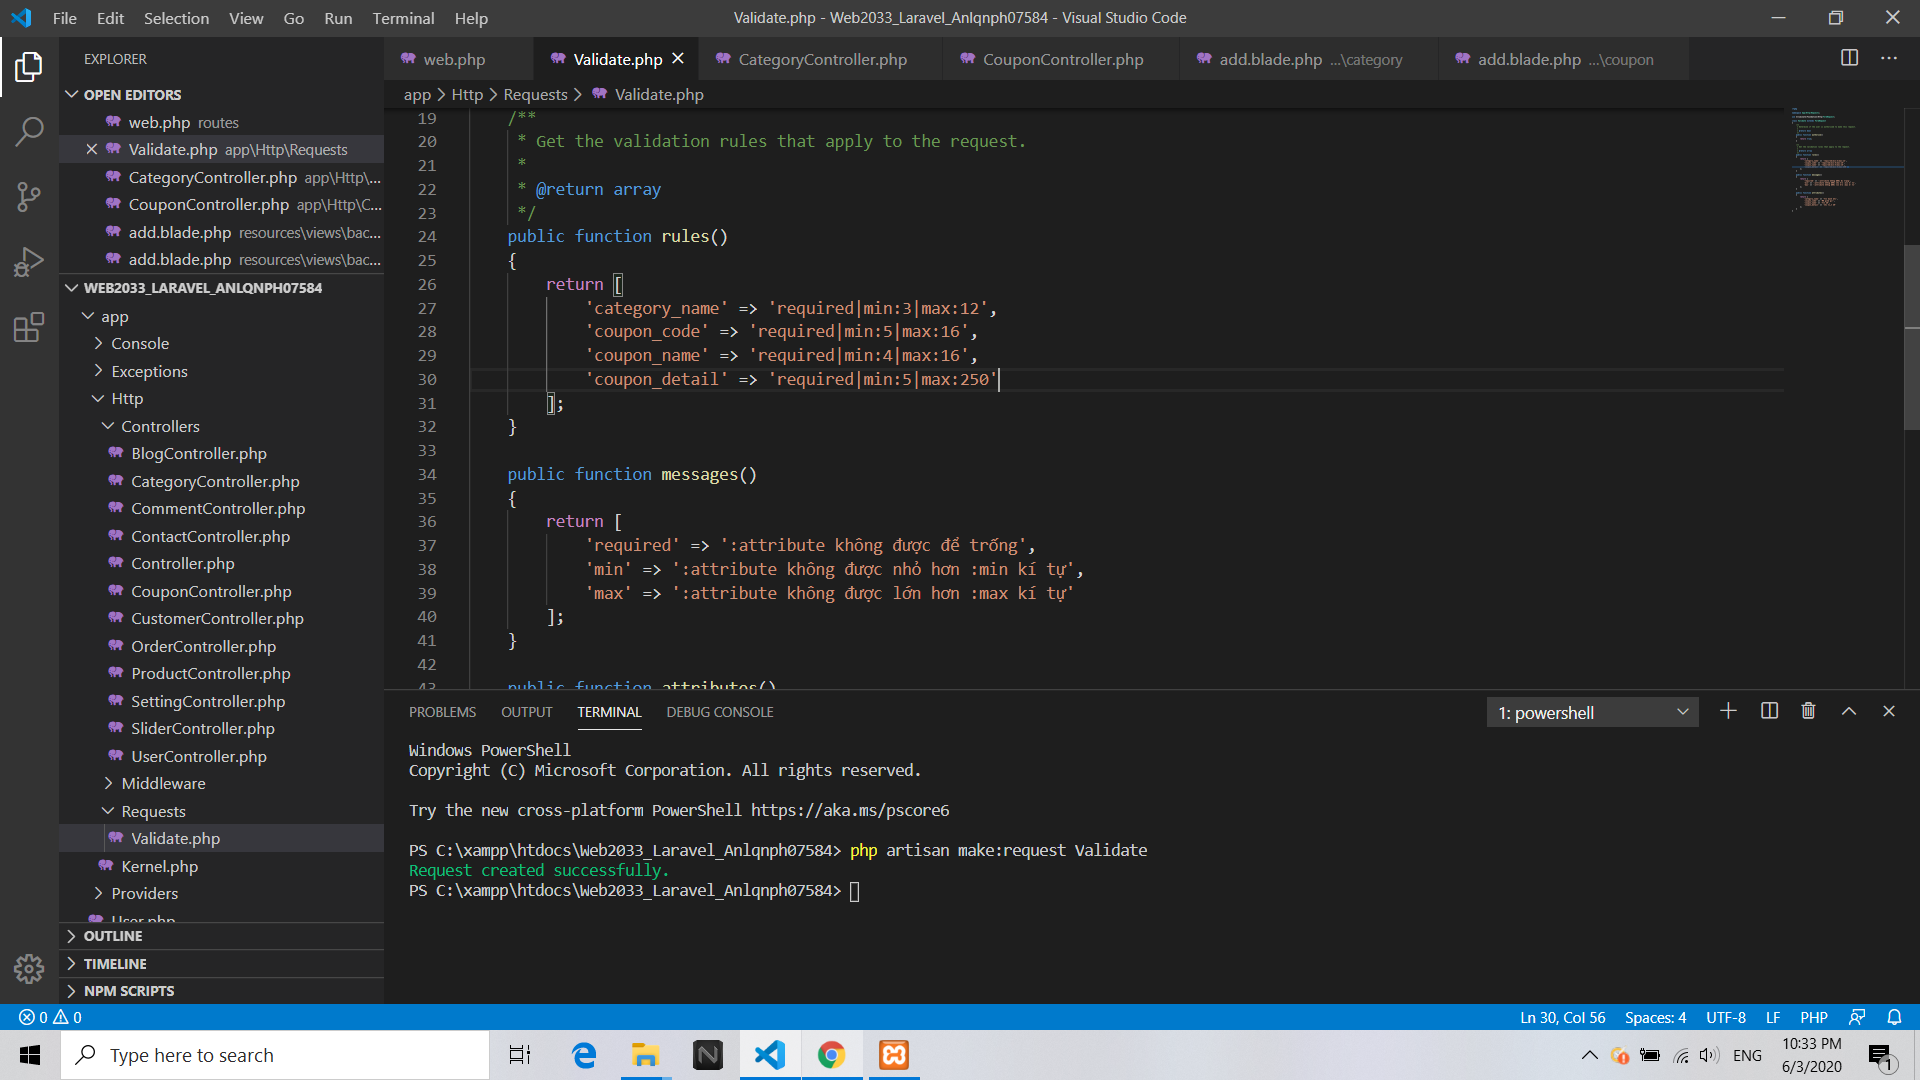 File Edit Selection View Go Run Terminal Help
Validate.php - Web2033_Laravel_Anlqnph07584 - Visual Studio Code
EXPLORER
OPEN EDITORS
web.php routes
Validate.php app\Http\Requests
CategoryController.php app\Http\...
CouponController.php app\Http\C...
add.blade.php resources\views\bac...
add.blade.php resources\views\bac...
WEB2033_LARAVEL_ANLQNPH07584
app
Console
Exceptions
Http
Controllers
BlogController.php
CategoryController.php
CommentController.php
ContactController.php
Controller.php
CouponController.php
CustomerController.php
OrderController.php
ProductController.php
SettingController.php
SliderController.php
UserController.php
Middleware
Requests
Validate.php
Kernel.php
Providers
User.php
OUTLINE
TIMELINE
NPM SCRIPTS
web.php Validate.php CategoryController.php CouponController.php add.blade.php ...\category add.blade.php ...\coupon
app > Http > Requests > Validate.php
19 /**
20 * Get the validation rules that apply to the request.
21 *
22 * @return array
23 */
24 public function rules()
25 {
26 return [
27 'category_name' => 'required|min:3|max:12',
28 'coupon_code' => 'required|min:5|max:16',
29 'coupon_name' => 'required|min:4|max:16',
30 'coupon_detail' => 'required|min:5|max:250'
31 ];
32 }
33
34 public function messages()
35 {
36 return [
37 'required' => ':attribute không được để trống',
38 'min' => ':attribute không được nhỏ hơn :min kí tự',
39 'max' => ':attribute không được lớn hơn :max kí tự'
40 ];
41 }
42
43 public function attributes()
PROBLEMS OUTPUT TERMINAL DEBUG CONSOLE
1: powershell
Windows PowerShell
Copyright (C) Microsoft Corporation. All rights reserved.
Try the new cross-platform PowerShell https://aka.ms/pscore6
PS C:\xampp\htdocs\Web2033_Laravel_Anlqnph07584> php artisan make:request Validate
Request created successfully.
PS C:\xampp\htdocs\Web2033_Laravel_Anlqnph07584>
0 0
Ln 30, Col 56 Spaces: 4 UTF-8 LF PHP
Type here to search
ENG
10:33 PM
6/3/2020
1